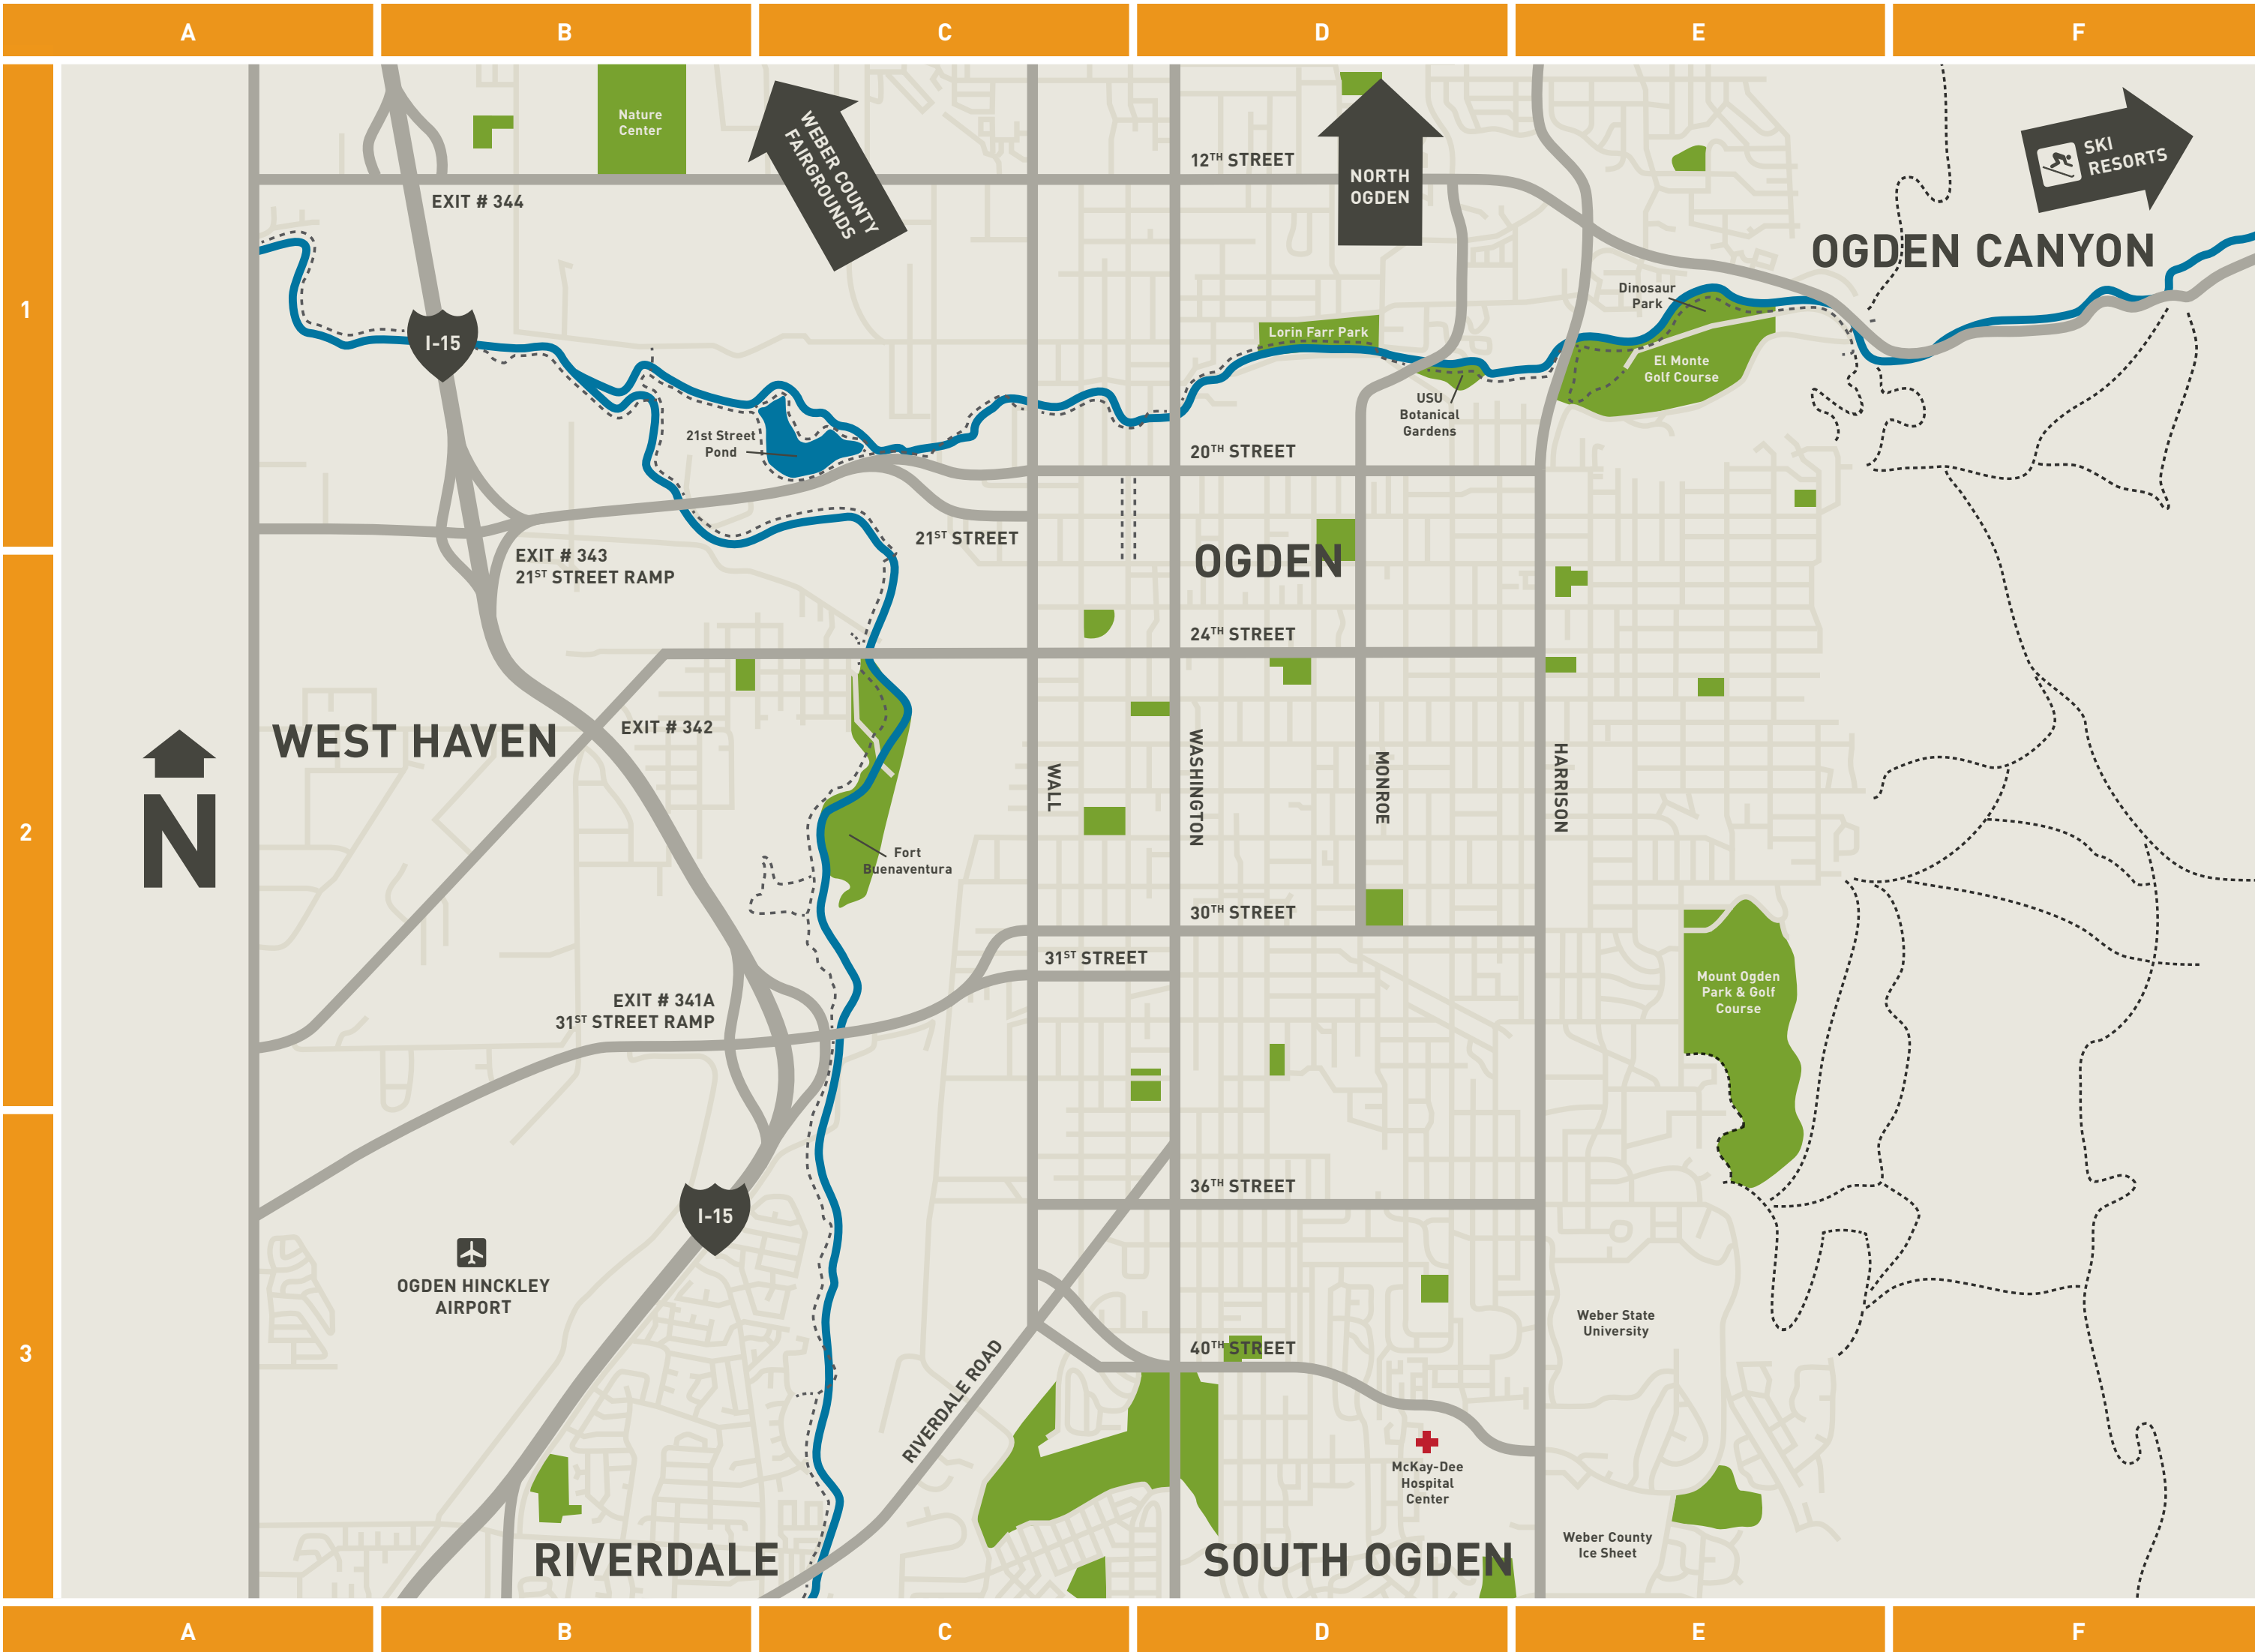 A B C D E F
1
Nature
Center
WEBER COUNTY
FAIRGROUNDS
12TH STREET
NORTH
OGDEN
SKI
RESORTS
EXIT # 344
OGDEN CANYON
Dinosaur
Park
I-15
Lorin Farr Park
El Monte
Golf Course
USU
Botanical
Gardens
21st Street
Pond
20TH STREET
21ST STREET
EXIT # 343
21ST STREET RAMP
OGDEN
24TH STREET
2
WEST HAVEN
EXIT # 342
N
WALL
WASHINGTON
MONROE
HARRISON
Fort
Buenaventura
30TH STREET
31ST STREET
Mount Ogden
Park & Golf
Course
EXIT # 341A
31ST STREET RAMP
3
36TH STREET
I-15
OGDEN HINCKLEY
AIRPORT
Weber State
University
40TH STREET
RIVERDALE ROAD
McKay-Dee
Hospital
Center
Weber County
Ice Sheet
RIVERDALE
SOUTH OGDEN
A B C D E F